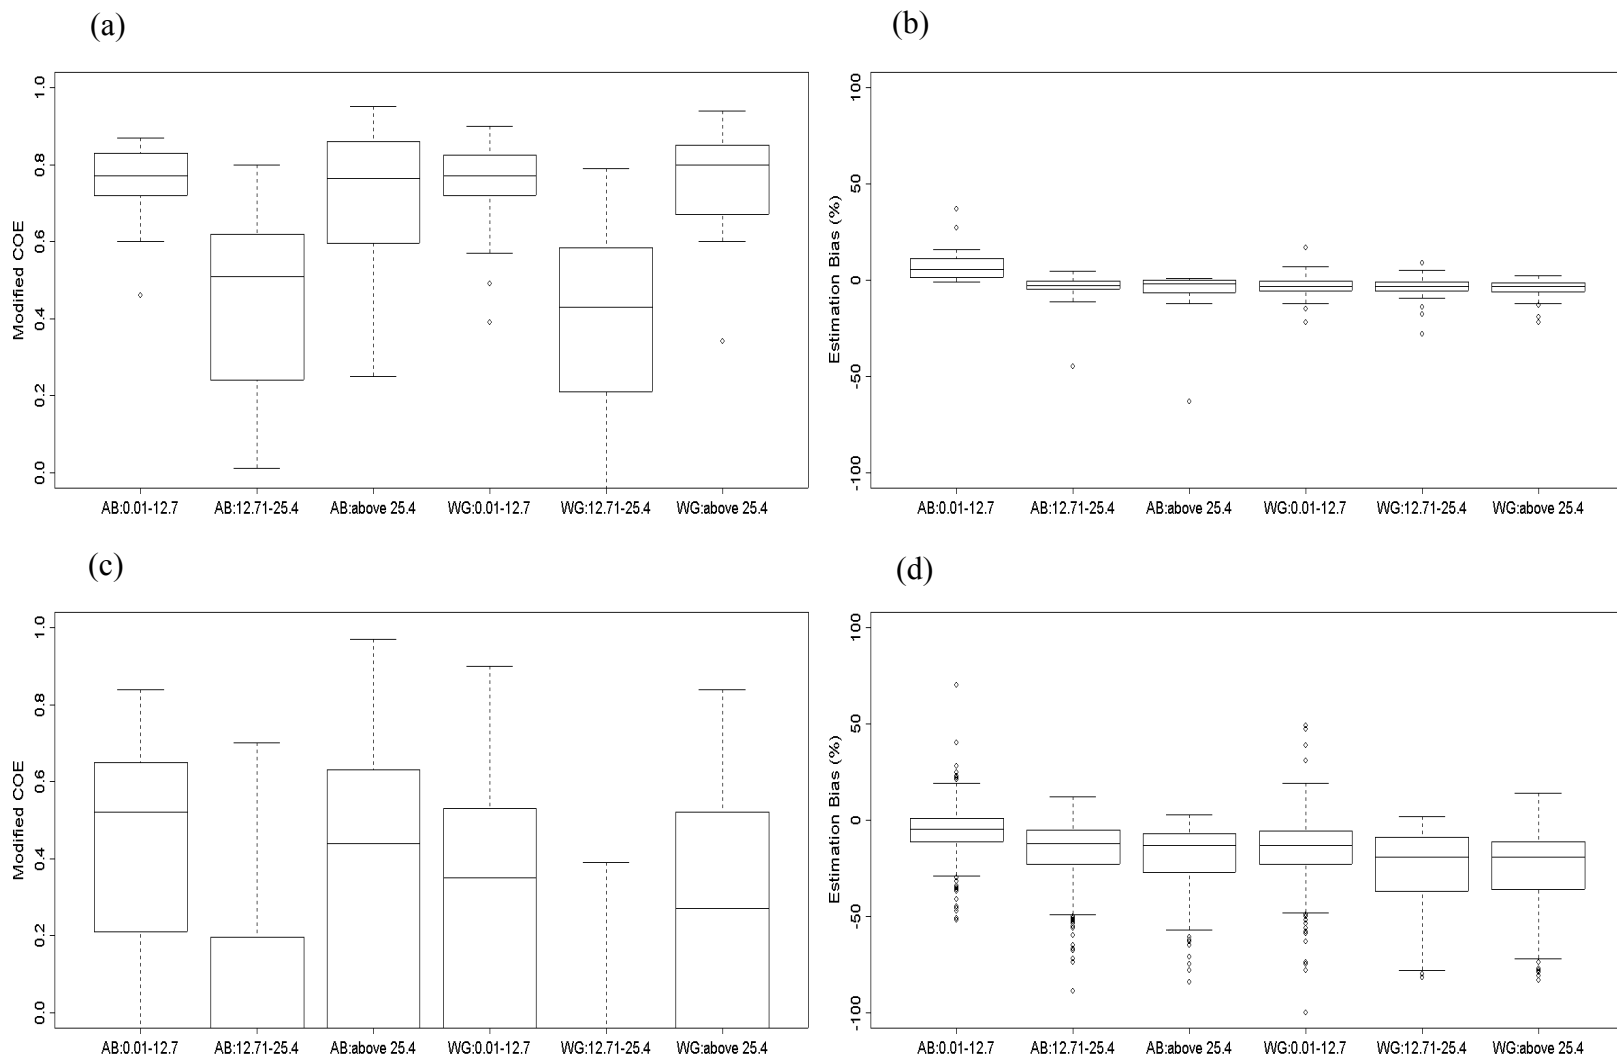 (a)
Modified COE
1.0
0.8
0.6
0.4
0.2
0.0
AB:0.01-12.7 AB:12.71-25.4 AB:above 25.4 WG:0.01-12.7 WG:12.71-25.4 WG:above 25.4
(b)
Estimation Bias (%)
100
50
0
-50
-100
AB:0.01-12.7 AB:12.71-25.4 AB:above 25.4 WG:0.01-12.7 WG:12.71-25.4 WG:above 25.4
(c)
Modified COE
1.0
0.8
0.6
0.4
0.2
0.0
AB:0.01-12.7 AB:12.71-25.4 AB:above 25.4 WG:0.01-12.7 WG:12.71-25.4 WG:above 25.4
(d)
Estimation Bias (%)
100
50
0
-50
-100
AB:0.01-12.7 AB:12.71-25.4 AB:above 25.4 WG:0.01-12.7 WG:12.71-25.4 WG:above 25.4